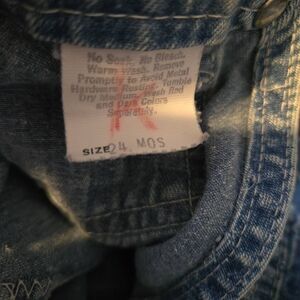 No Soak. No Bleach.
Warm Wash. Remove
Promptly to Avoid Metal
Hardware Rusting. Tumble
Dry Medium. Wash Red
and Dark Colors
Separately.
SIZE 24 MOS